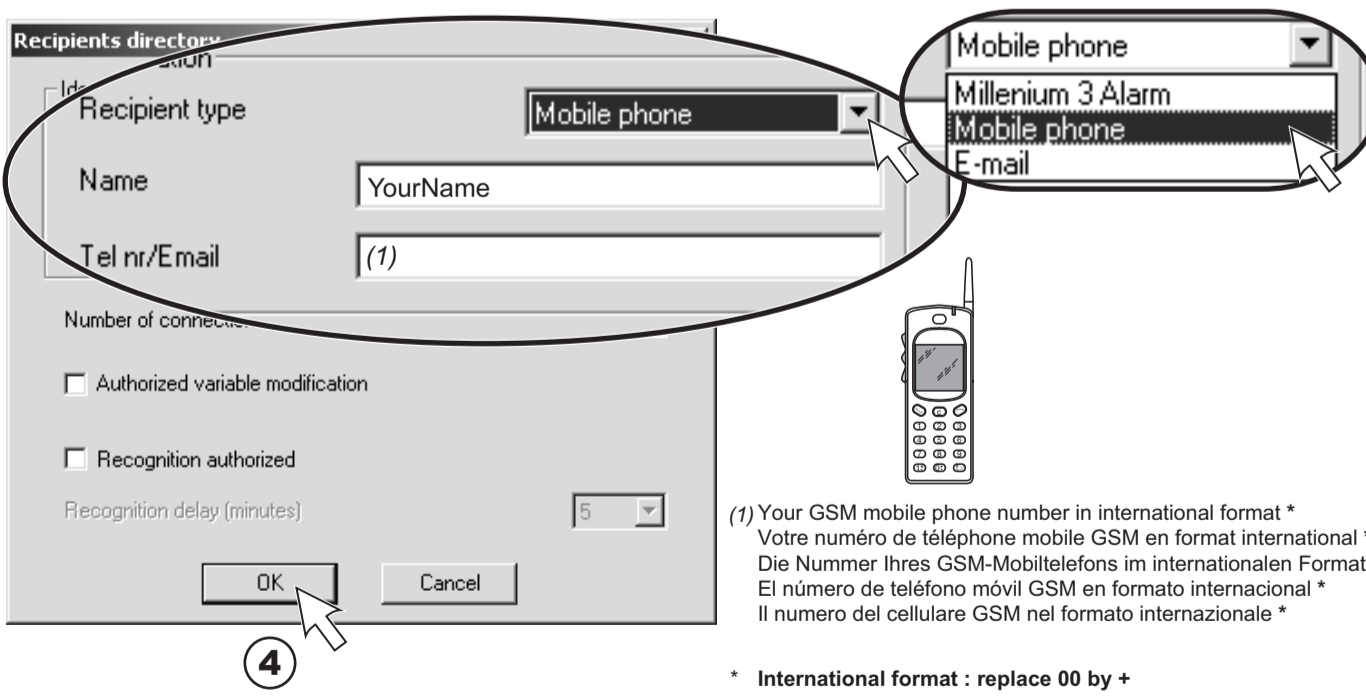 Recipients directory
Recipient type
Mobile phone
Name
YourName
Tel nr/Email
(1)
Number of
Authorized variable modification
Recognition authorized
Recognition delay (minutes)
5
OK
Cancel
4
Mobile phone
Millenium 3 Alarm
Mobile phone
E-mail
(1) Your GSM mobile phone number in international format *
Votre numéro de téléphone mobile GSM en format international *
Die Nummer Ihres GSM-Mobiltelefons im internationalen Format
El número de teléfono móvil GSM en formato internacional *
Il numero del cellulare GSM nel formato internazionale *
* International format : replace 00 by +